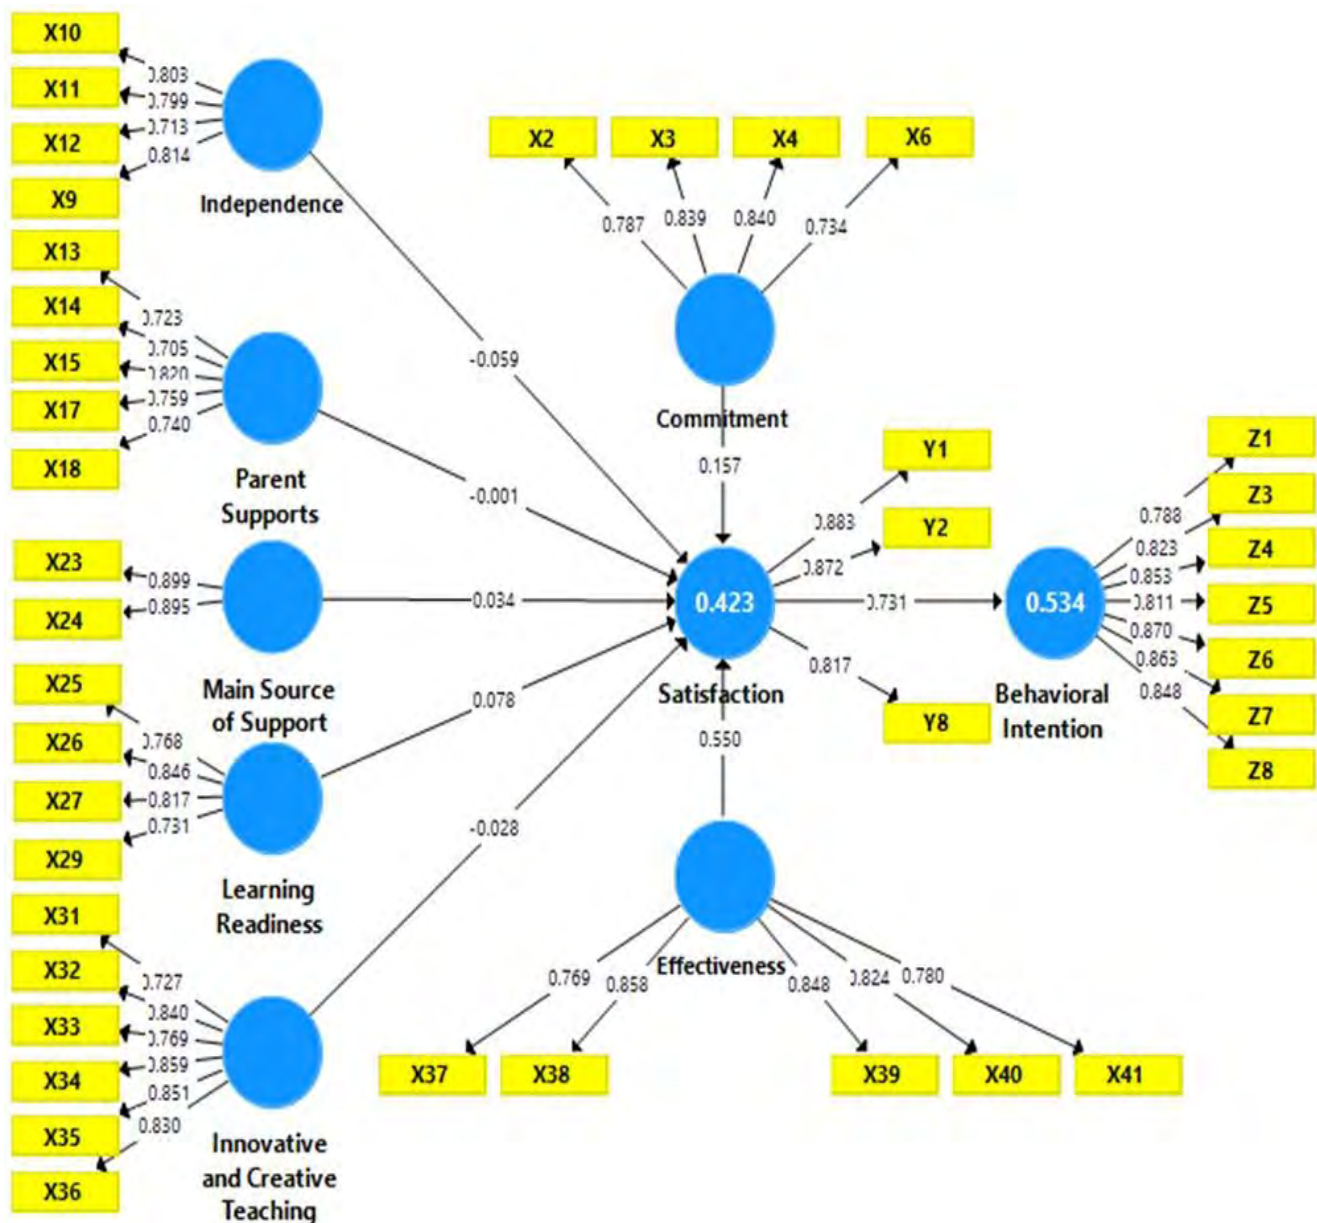 X10
0.803
X11
0.799
X12
0.713
0.814
X9
Independence
X13
X14
0.723
0.705
X15
0.820
X17
0.759
0.740
X18
Parent
Supports
X23
0.899
X24
0.895
Main Source
of Support
X25
X26
0.768
0.846
X27
0.817
0.731
X29
Learning
Readiness
X31
X32
0.727
0.840
X33
0.769
X34
0.859
0.851
X35
0.830
X36
Innovative
and Creative
Teaching
-0.059
-0.001
0.034
0.078
-0.028
X2
X3
X4
X6
0.787
0.839
0.840
0.734
Commitment
0.157
Y1
0.883
Y2
0.872
0.423
0.731
0.817
Satisfaction
Y8
0.550
Effectiveness
0.769
0.858
0.848
0.824
0.780
X37
X38
X39
X40
X41
0.534
Behavioral
Intention
Z1
0.788
Z3
0.823
Z4
0.853
Z5
0.811
0.870
Z6
0.863
Z7
0.848
Z8